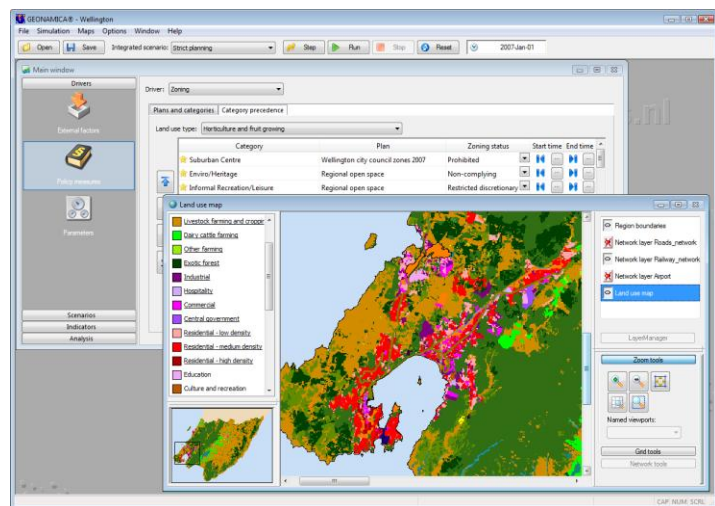 GEONAMICA® - Wellington
File Simulation Maps Options Window Help
Open Save Integrated scenario: Strict planning Step Run Stop Reset 2007-Jan-01
Main window
Drivers
External factors
Policy measures
Parameters
Scenarios
Indicators
Analysis
Driver: Zoning
Plans and categories Category precedence
Land use type: Horticulture and fruit growing
Category Plan Zoning status Start time End time
Suburban Centre Wellington city council zones 2007 Prohibited
Enviro/Heritage Regional open space Non-complying
Informal Recreation/Leisure Regional open space Restricted discretionary
Land use map
Livestock farming and croppir
Dairy cattle farming
Other farming
Exotic forest
Industrial
Hospitality
Commercial
Central government
Residential - low density
Residential - medium density
Residential - high density
Education
Culture and recreation
Region boundaries
Network layer Roads_network
Network layer Railway_network
Network layer Airport
Land use map
LayerManager
Zoom tools
Named viewports:
Grid tools
Network tools
s.nl
CAP NUM SCRL